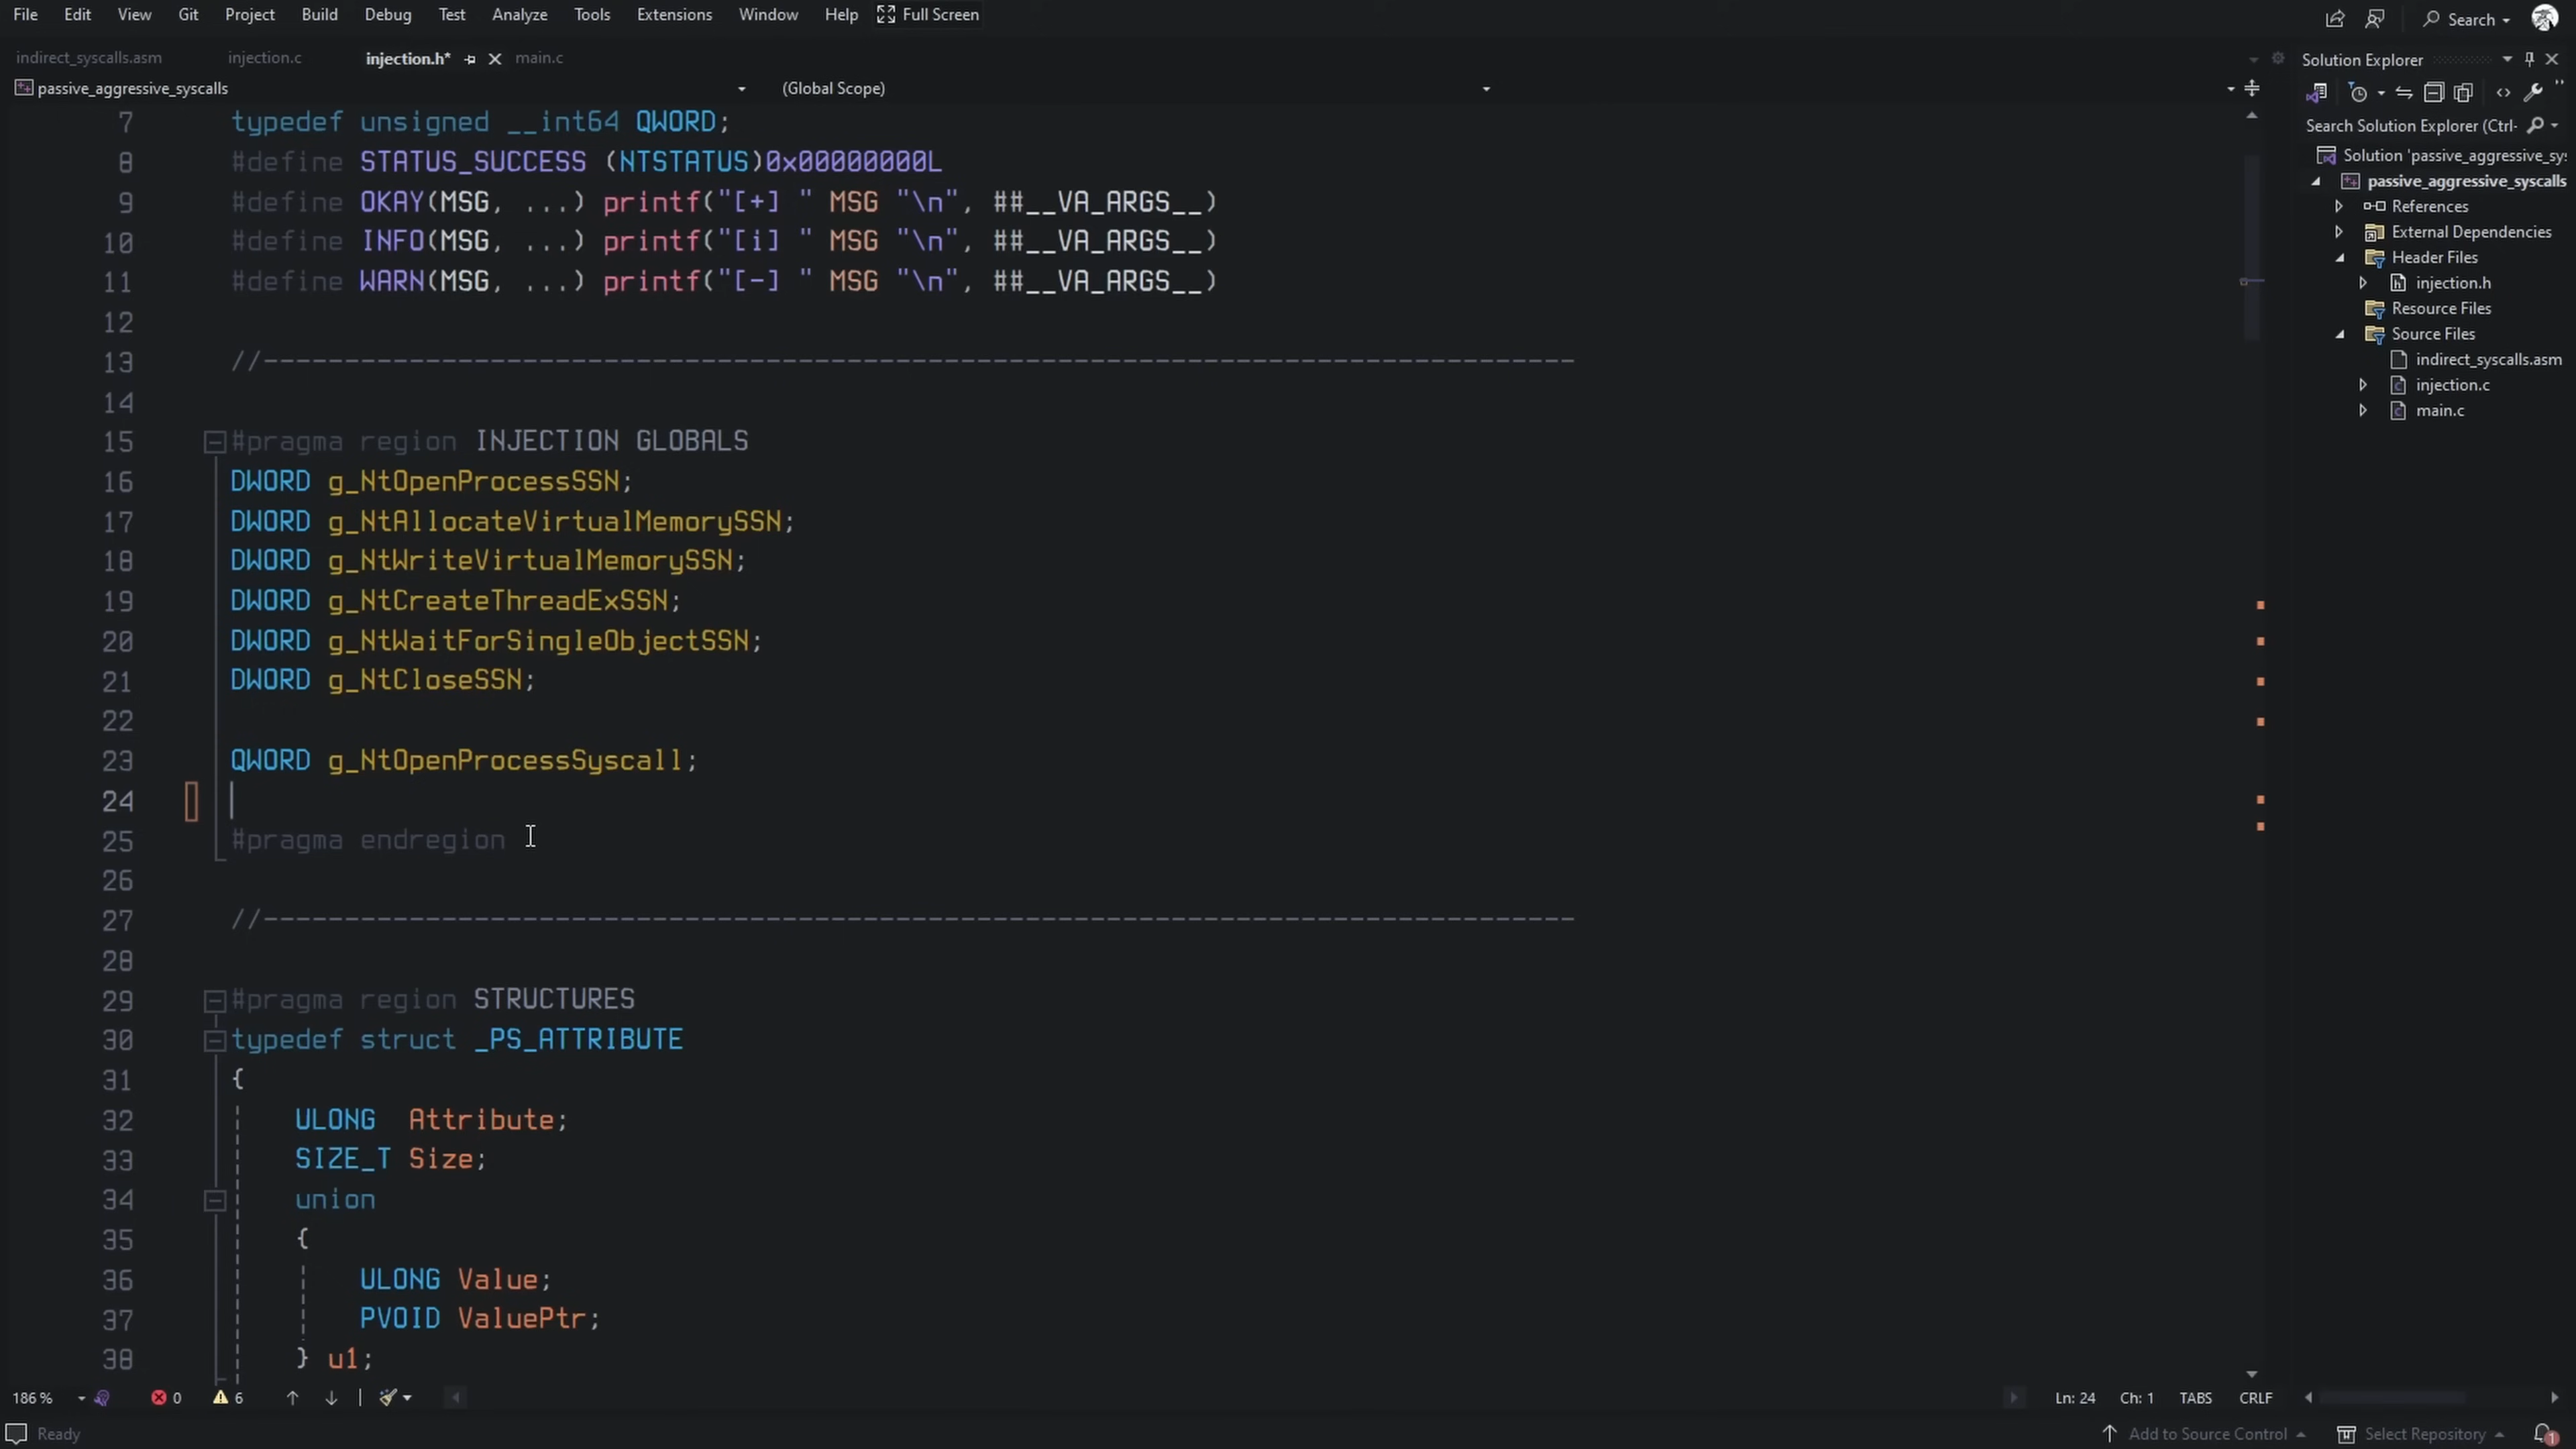 File Edit View Git Project Build Debug Test Analyze Tools Extensions Window Help Full Screen Search
indirect_syscalls.asm injection.c injection.h* main.c
passive_aggressive_syscalls (Global Scope)
7 typedef unsigned __int64 QWORD;
8 #define STATUS_SUCCESS (NTSTATUS)0x00000000L
9 #define OKAY(MSG, ...) printf("[+] " MSG "\n", ##__VA_ARGS__)
10 #define INFO(MSG, ...) printf("[i] " MSG "\n", ##__VA_ARGS__)
11 #define WARN(MSG, ...) printf("[-] " MSG "\n", ##__VA_ARGS__)
12
13 //---------------------------------------------------------------------------------
14
15 #pragma region INJECTION GLOBALS
16 DWORD g_NtOpenProcessSSN;
17 DWORD g_NtAllocateVirtualMemorySSN;
18 DWORD g_NtWriteVirtualMemorySSN;
19 DWORD g_NtCreateThreadExSSN;
20 DWORD g_NtWaitForSingleObjectSSN;
21 DWORD g_NtCloseSSN;
22
23 QWORD g_NtOpenProcessSyscall;
24
25 #pragma endregion
26
27 //---------------------------------------------------------------------------------
28
29 #pragma region STRUCTURES
30 typedef struct _PS_ATTRIBUTE
31 {
32 ULONG Attribute;
33 SIZE_T Size;
34 union
35 {
36 ULONG Value;
37 PVOID ValuePtr;
38 } u1;
186 % 0 6 Ln: 24 Ch: 1 TABS CRLF
Ready Add to Source Control Select Repository 1
Solution Explorer
Search Solution Explorer (Ctrl-
Solution 'passive_aggressive_sy
passive_aggressive_syscalls
References
External Dependencies
Header Files
injection.h
Resource Files
Source Files
indirect_syscalls.asm
injection.c
main.c